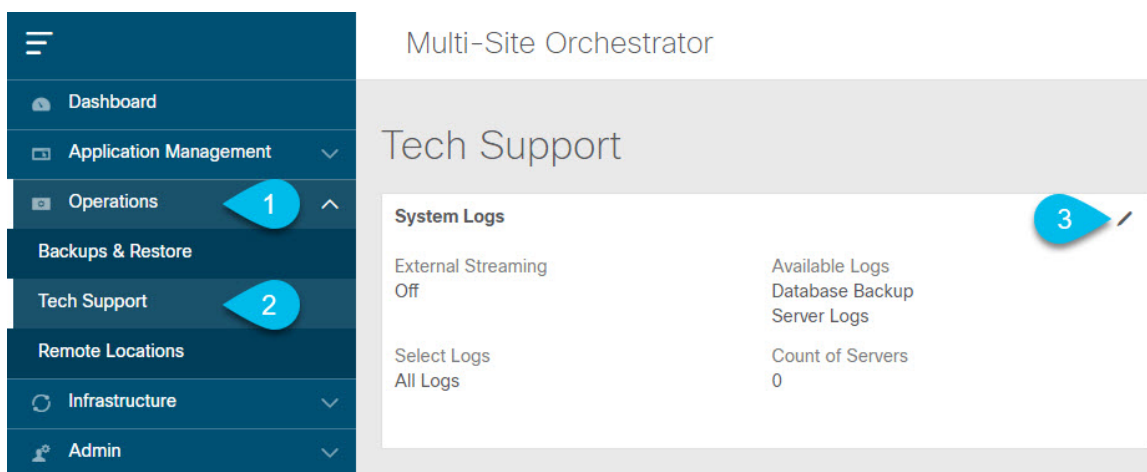 Multi-Site Orchestrator
Dashboard
Application Management
Operations
1
Backups & Restore
Tech Support
2
Remote Locations
Infrastructure
Admin
Tech Support
System Logs
3
External Streaming
Off
Available Logs
Database Backup
Server Logs
Select Logs
All Logs
Count of Servers
0